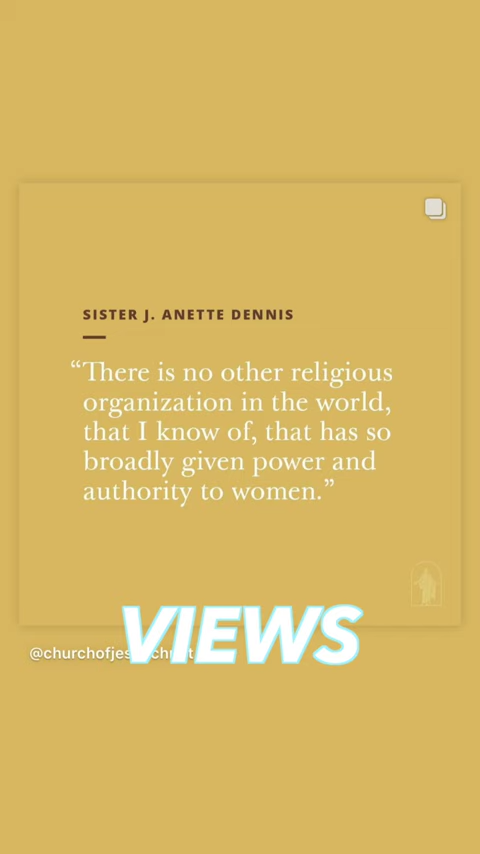 SISTER J. ANETTE DENNIS
“There is no other religious
organization in the world,
that I know of, that has so
broadly given power and
authority to women.”
VIEWS